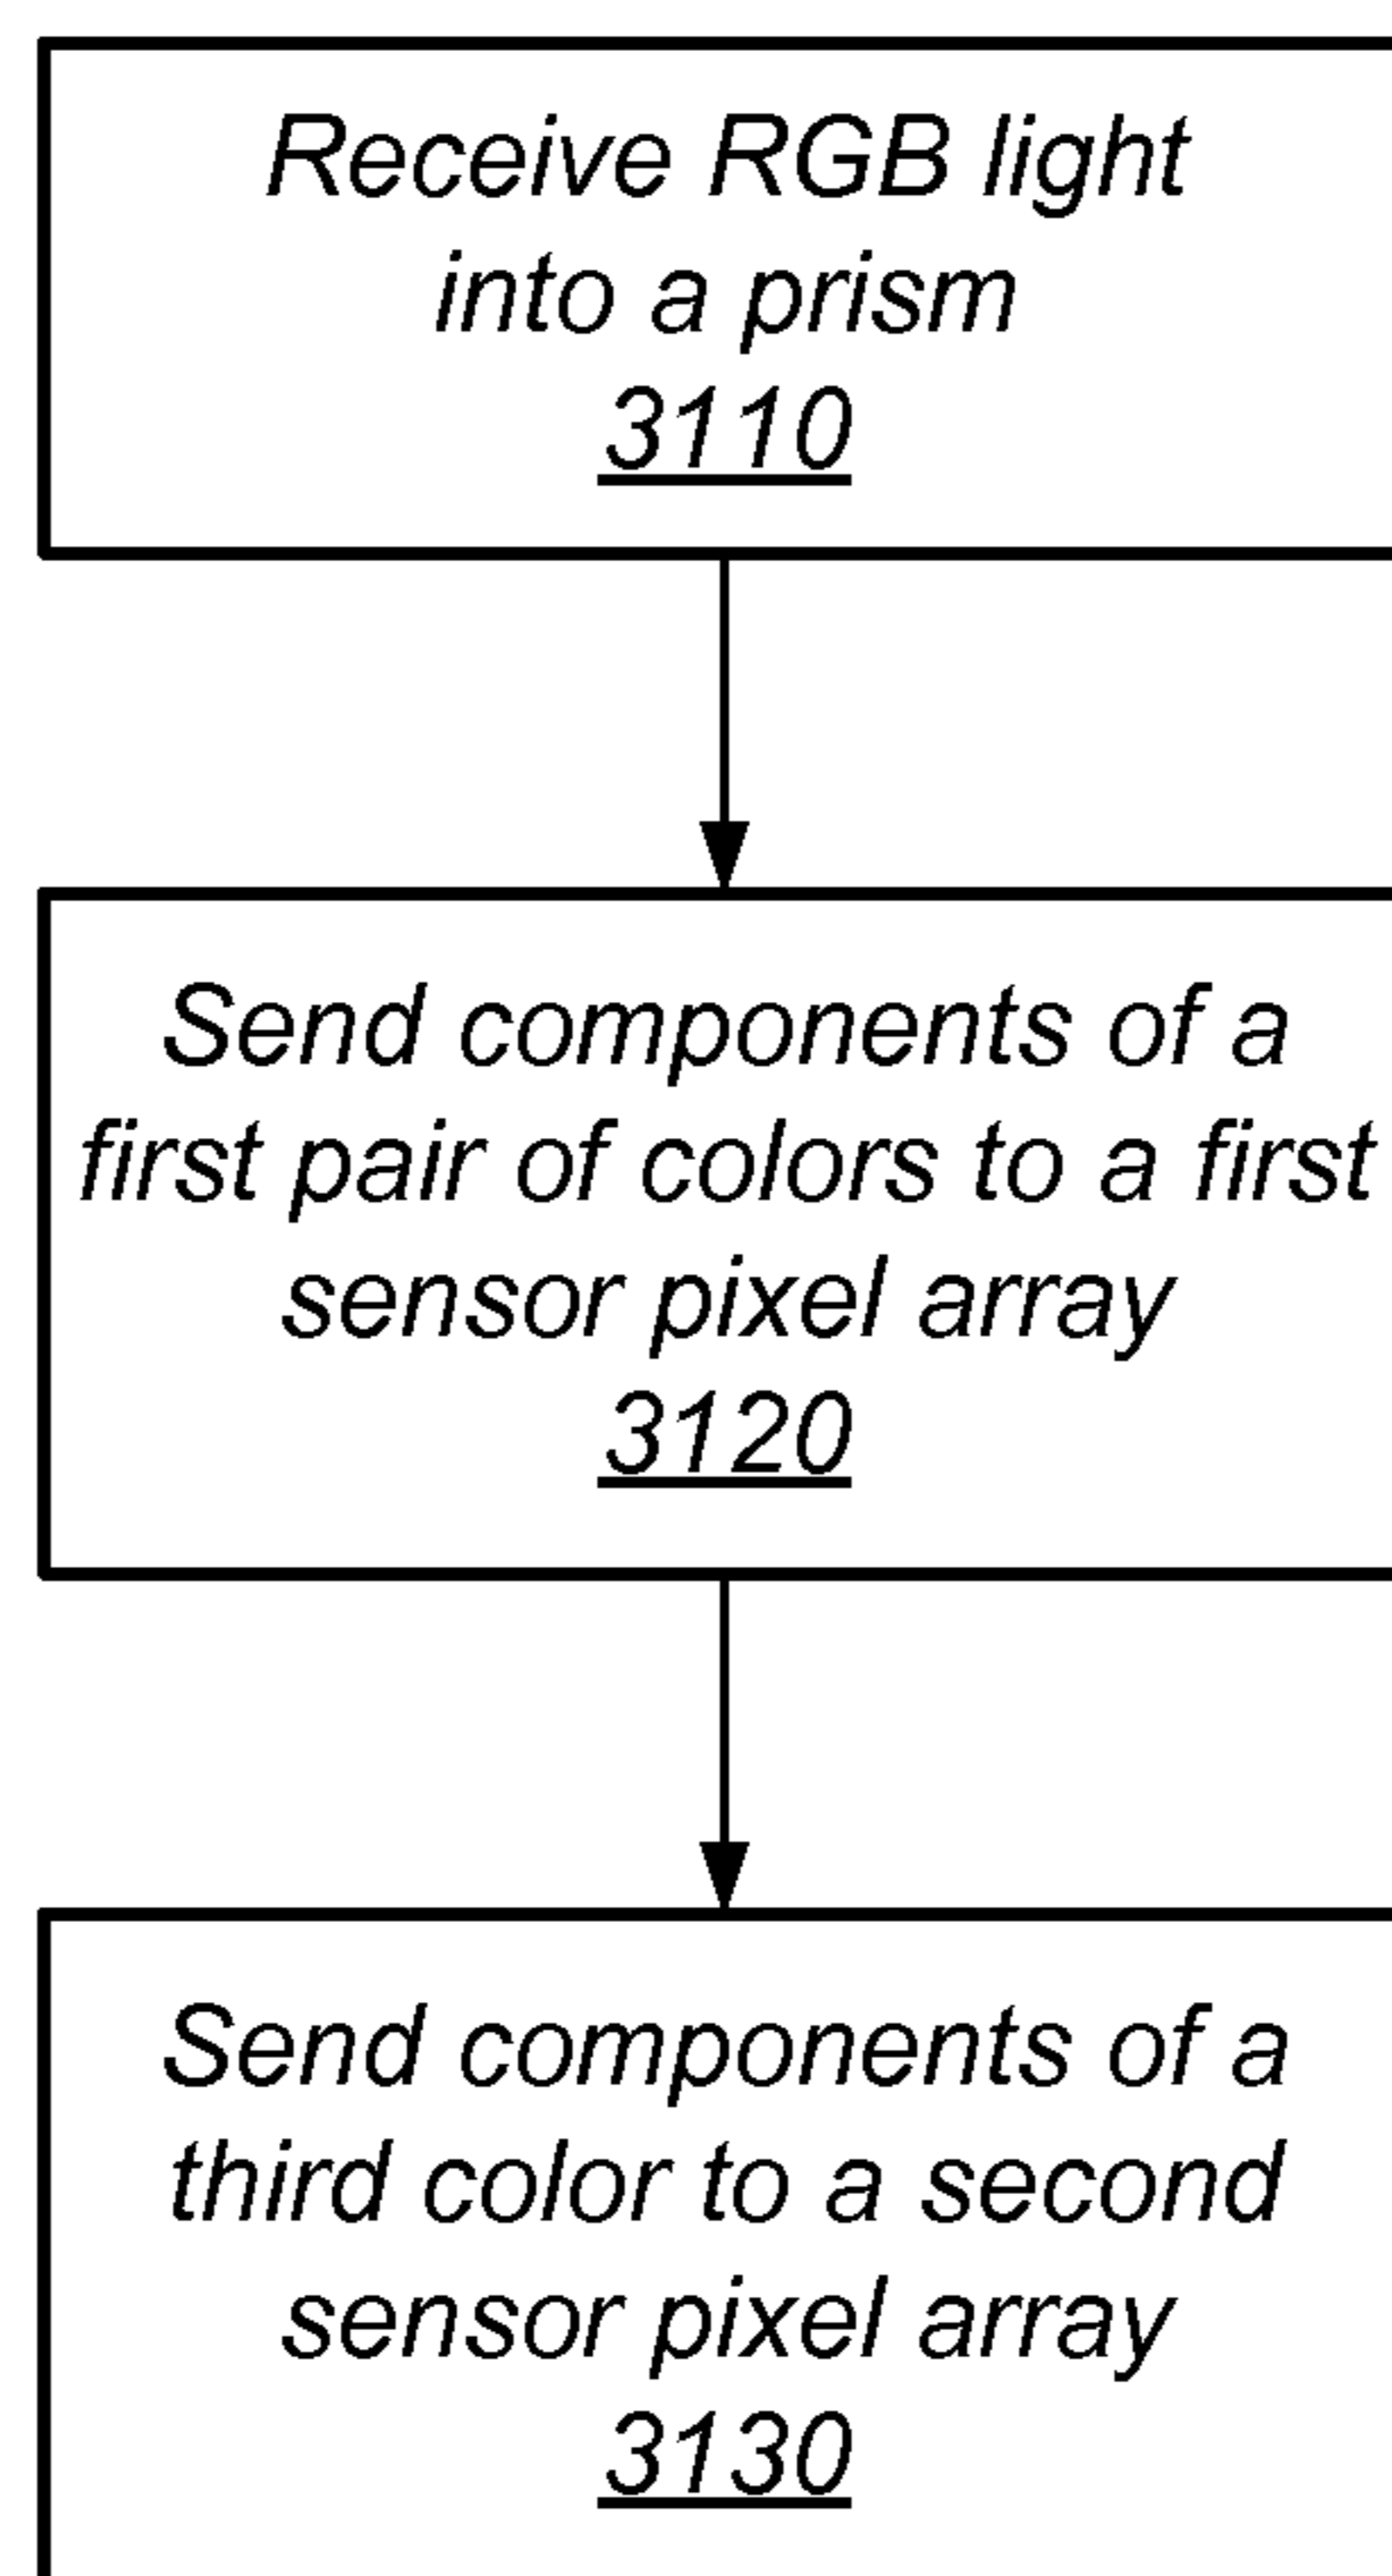 Receive RGB light
into a prism
3110
Send components of a
first pair of colors to a first
sensor pixel array
3120
Send components of a
third color to a second
sensor pixel array
3130